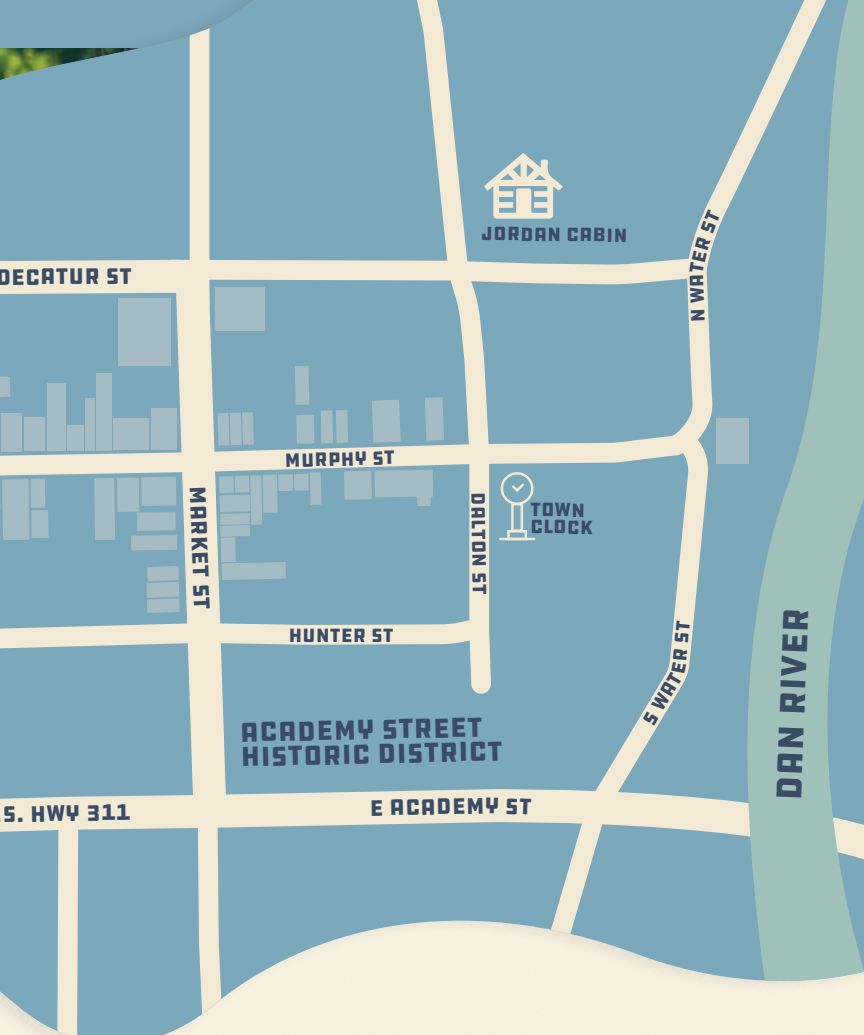 JORDAN CABIN
N WATER ST
DECATUR ST
MURPHY ST
MARKET ST
DALTON ST
TOWN
CLOCK
HUNTER ST
S WATER ST
DAN RIVER
ACADEMY STREET
HISTORIC DISTRICT
S. HWY 311
E ACADEMY ST